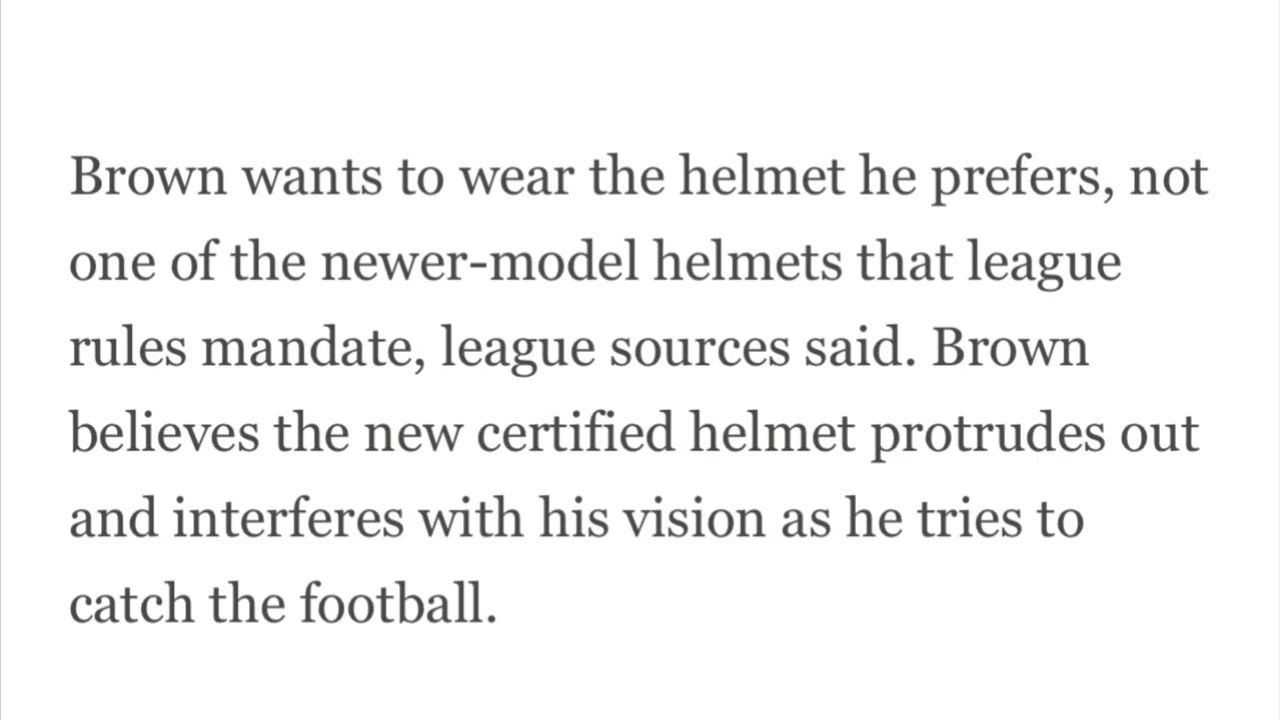 Brown wants to wear the helmet he prefers, not
one of the newer-model helmets that league
rules mandate, league sources said. Brown
believes the new certified helmet protrudes out
and interferes with his vision as he tries to
catch the football.